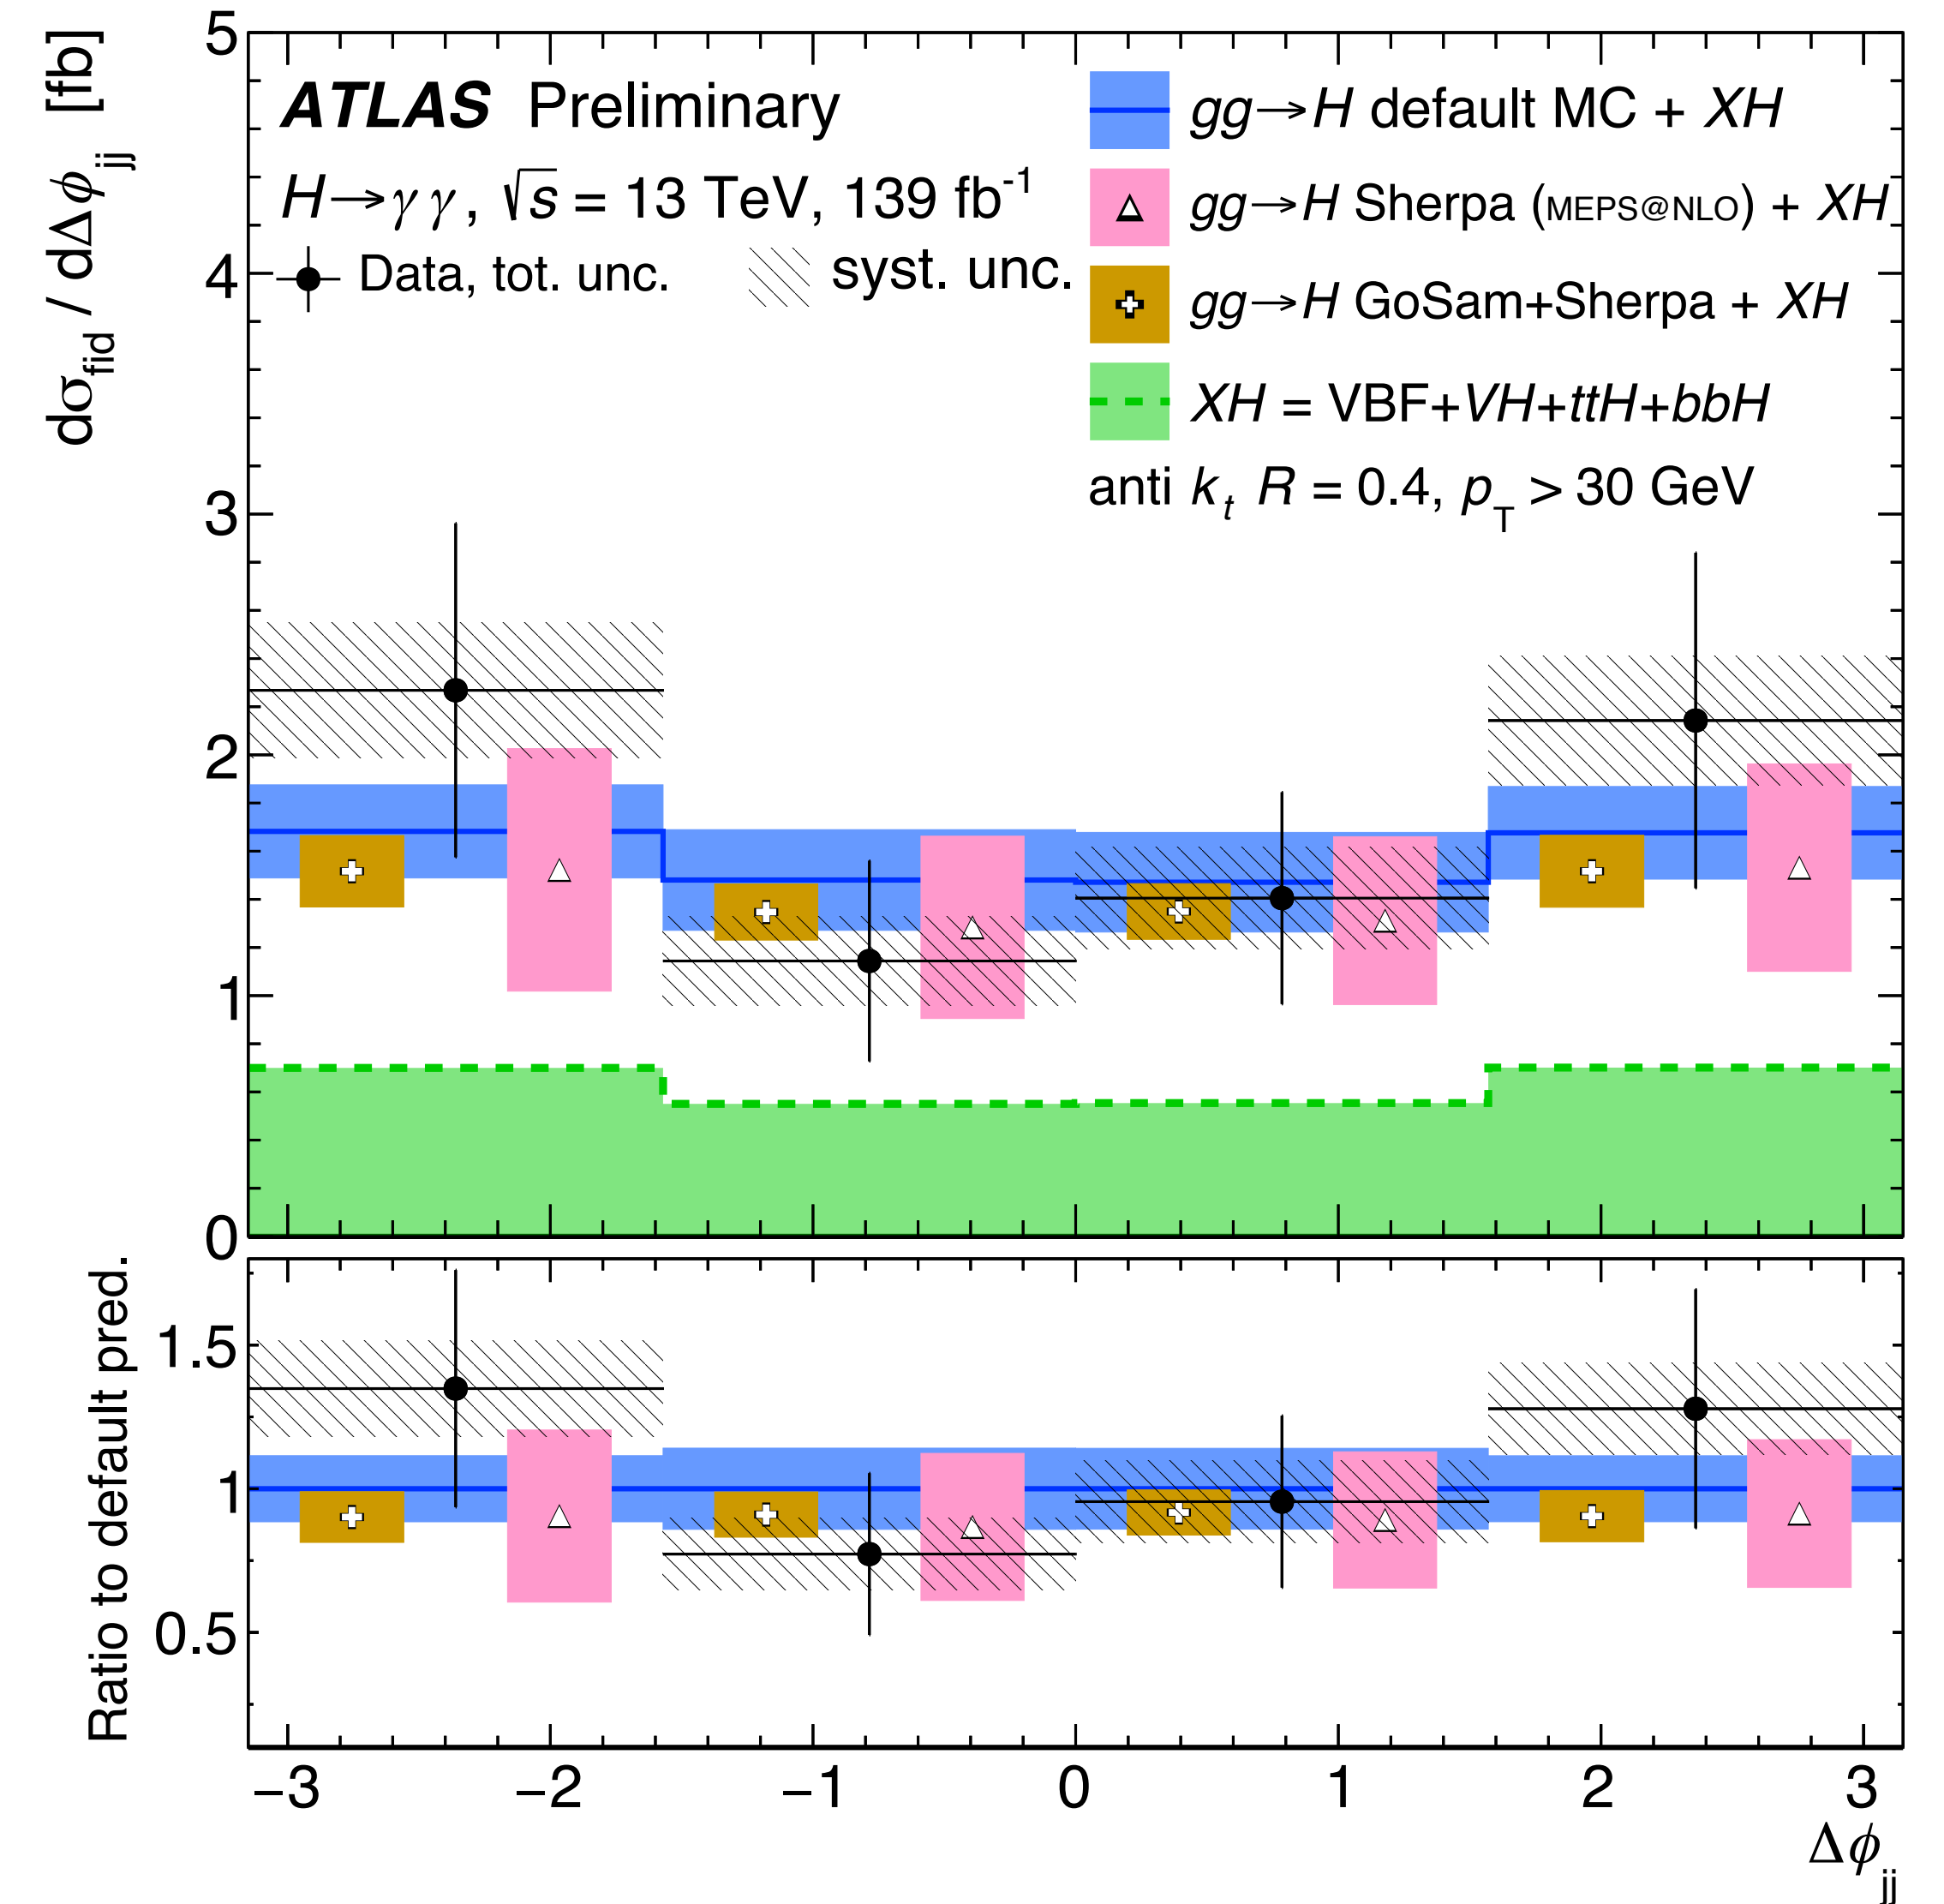 dσfid / dΔϕjj [fb]
5
4
3
2
1
0
ATLAS Preliminary
H→γγ, √s = 13 TeV, 139 fb-1
Data, tot. unc.
syst. unc.
gg→H default MC + XH
gg→H Sherpa (MEPS@NLO) + XH
gg→H GoSam+Sherpa + XH
XH = VBF+VH+ttH+bbH
anti kt R = 0.4, pT > 30 GeV
Ratio to default pred.
1.5
1
0.5
−3 −2 −1 0 1 2 3
Δϕjj